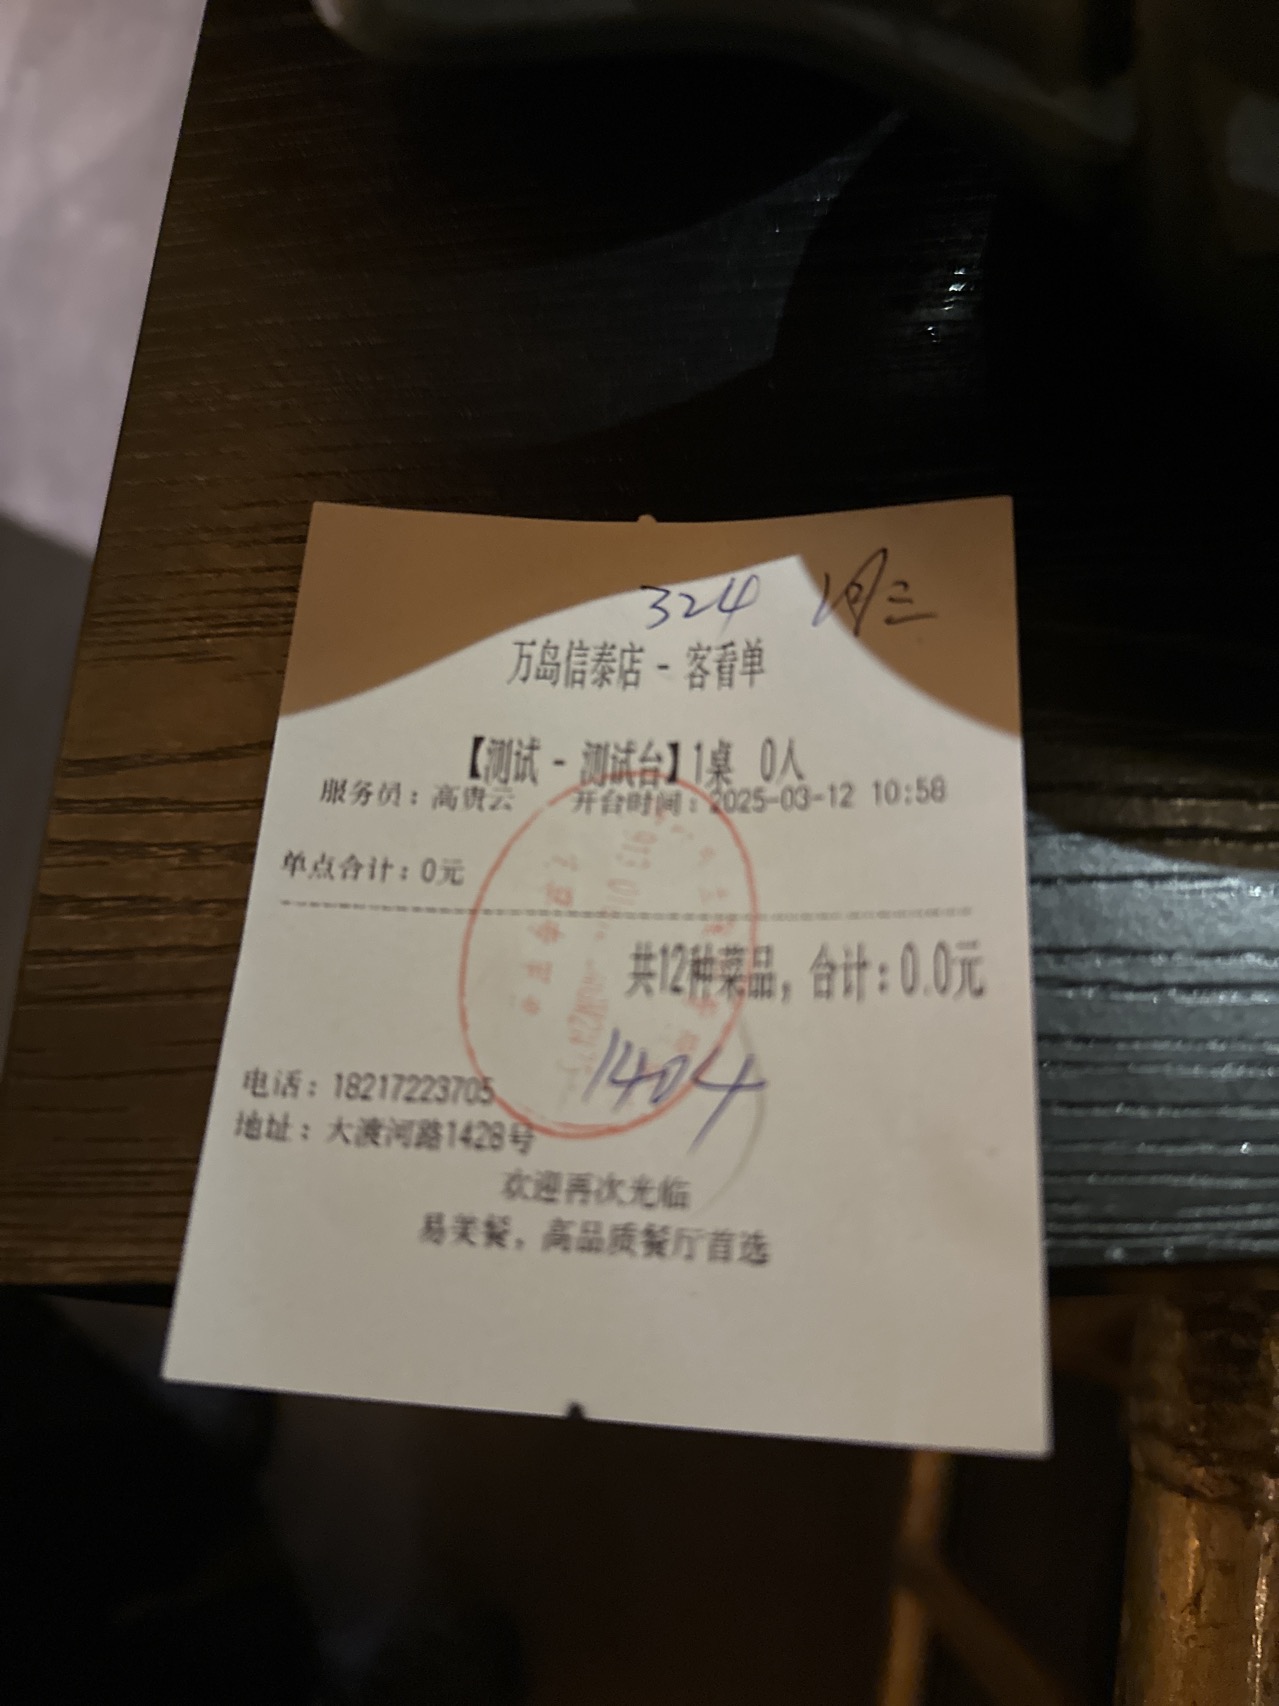 324 周三
万岛信泰店 - 客看单
【测试 - 测试台】1桌 0人
服务员：高贵云 开台时间：2025-03-12 10:58
单点合计：0元
共12种菜品，合计：0.0元
1404
电话：18217223705
地址：大渡河路1428号
欢迎再次光临
易美餐，高品质餐厅首选